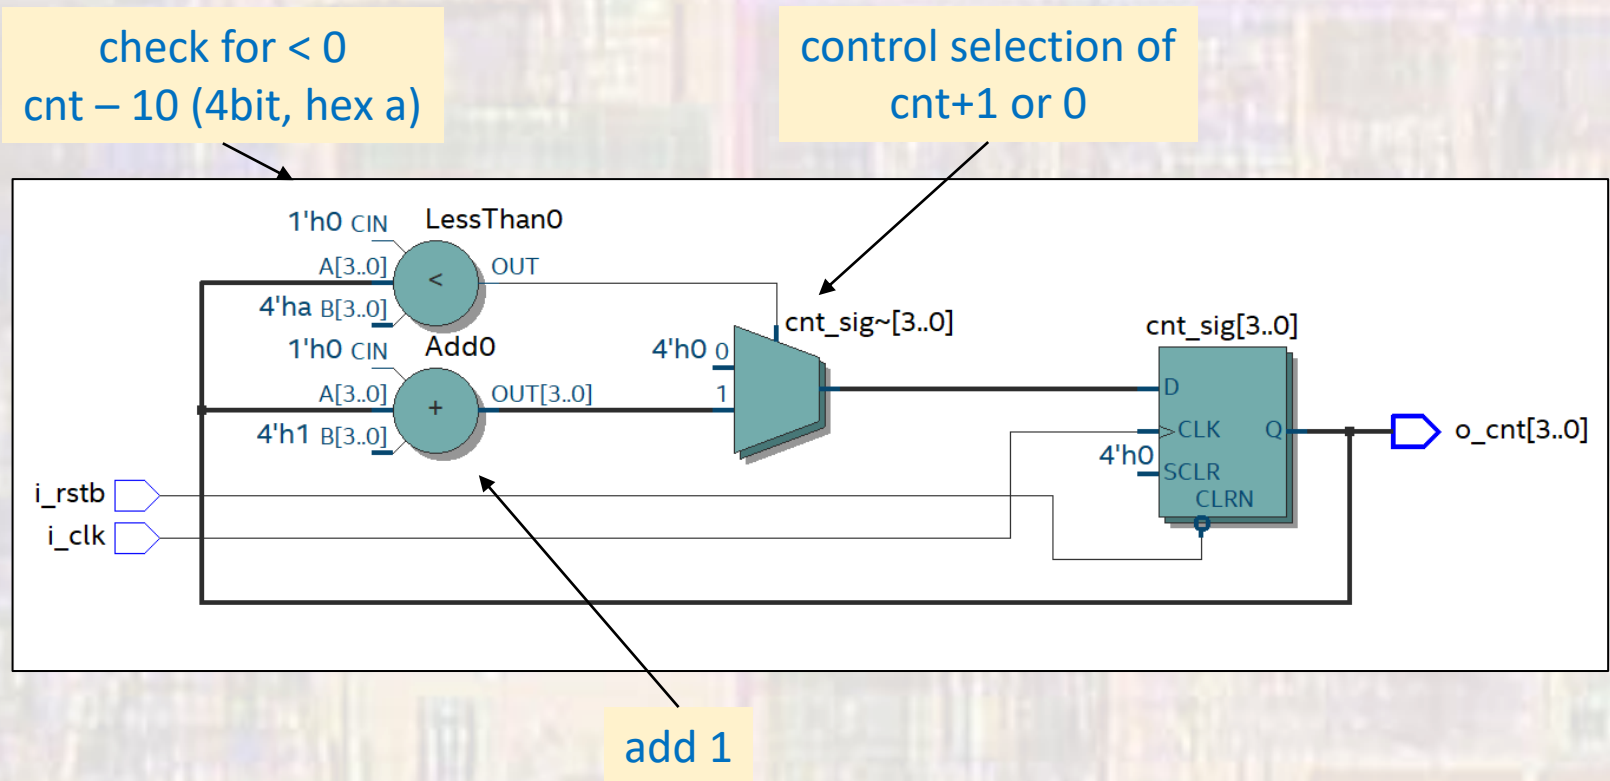 check for < 0
cnt – 10 (4bit, hex a)
control selection of
cnt+1 or 0
1'h0 CIN
LessThan0
A[3..0]
<
OUT
4'ha B[3..0]
1'h0 CIN
Add0
A[3..0]
+
OUT[3..0]
4'h1 B[3..0]
4'h0 0
1
cnt_sig~[3..0]
cnt_sig[3..0]
D
CLK
Q
4'h0
SCLR
CLRN
o_cnt[3..0]
i_rstb
i_clk
add 1